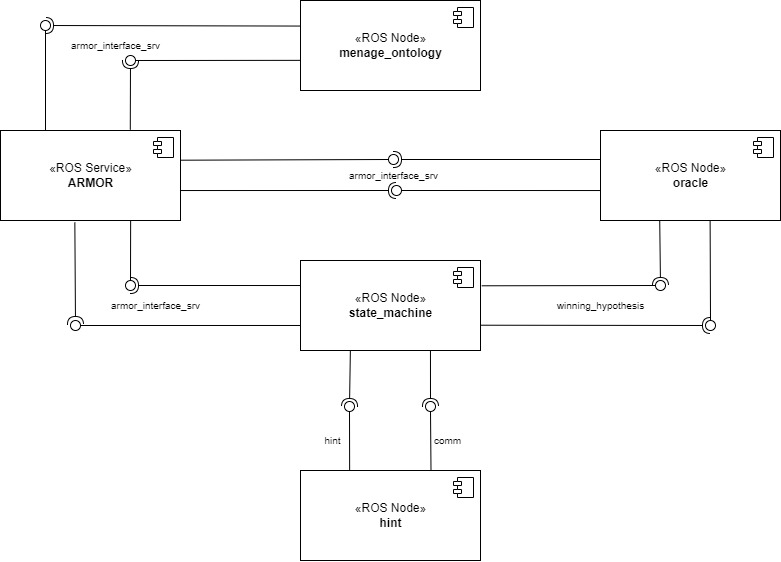 «ROS Node»
menage_ontology
armor_interface_srv
«ROS Service»
ARMOR
«ROS Node»
oracle
armor_interface_srv
«ROS Node»
state_machine
armor_interface_srv
winning_hypothesis
hint
comm
«ROS Node»
hint